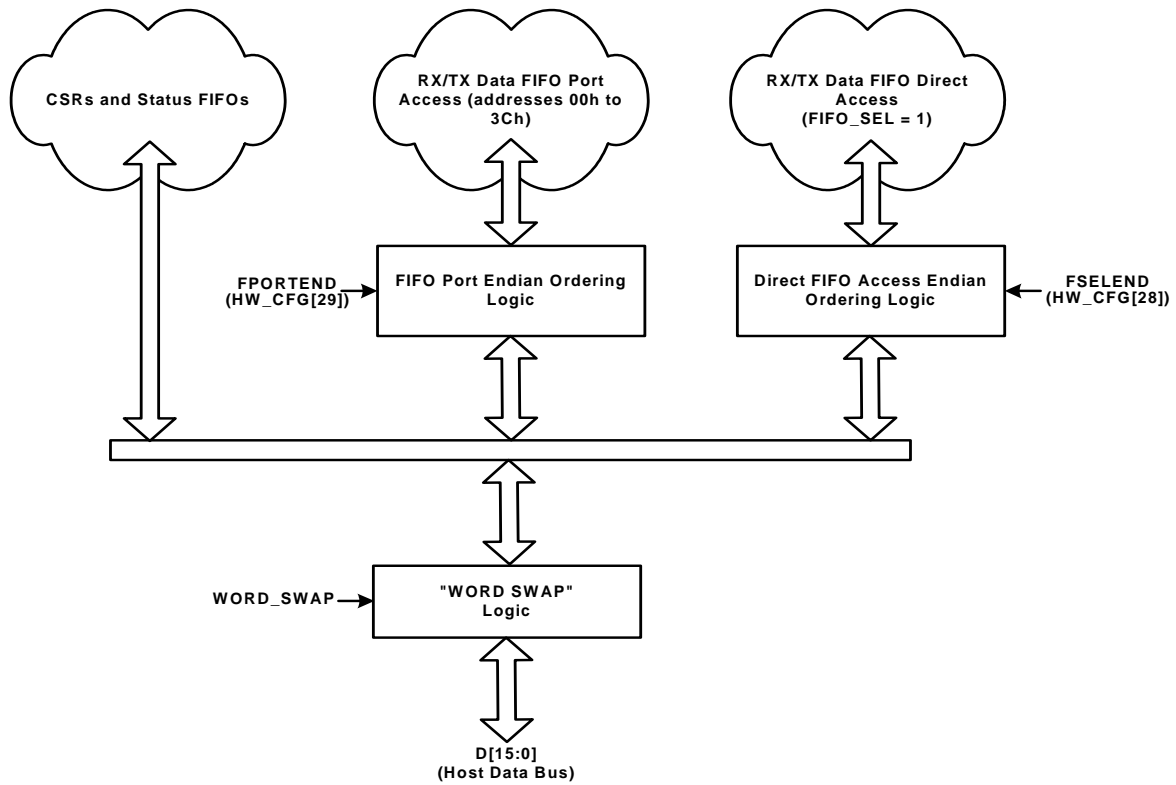 CSRs and Status FIFOs
RX/TX Data FIFO Port
Access (addresses 00h to
3Ch)
RX/TX Data FIFO Direct
Access
(FIFO_SEL = 1)
FPORTEND
(HW_CFG[29])
FIFO Port Endian Ordering
Logic
Direct FIFO Access Endian
Ordering Logic
FSELEND
(HW_CFG[28])
WORD_SWAP
"WORD SWAP"
Logic
D[15:0]
(Host Data Bus)